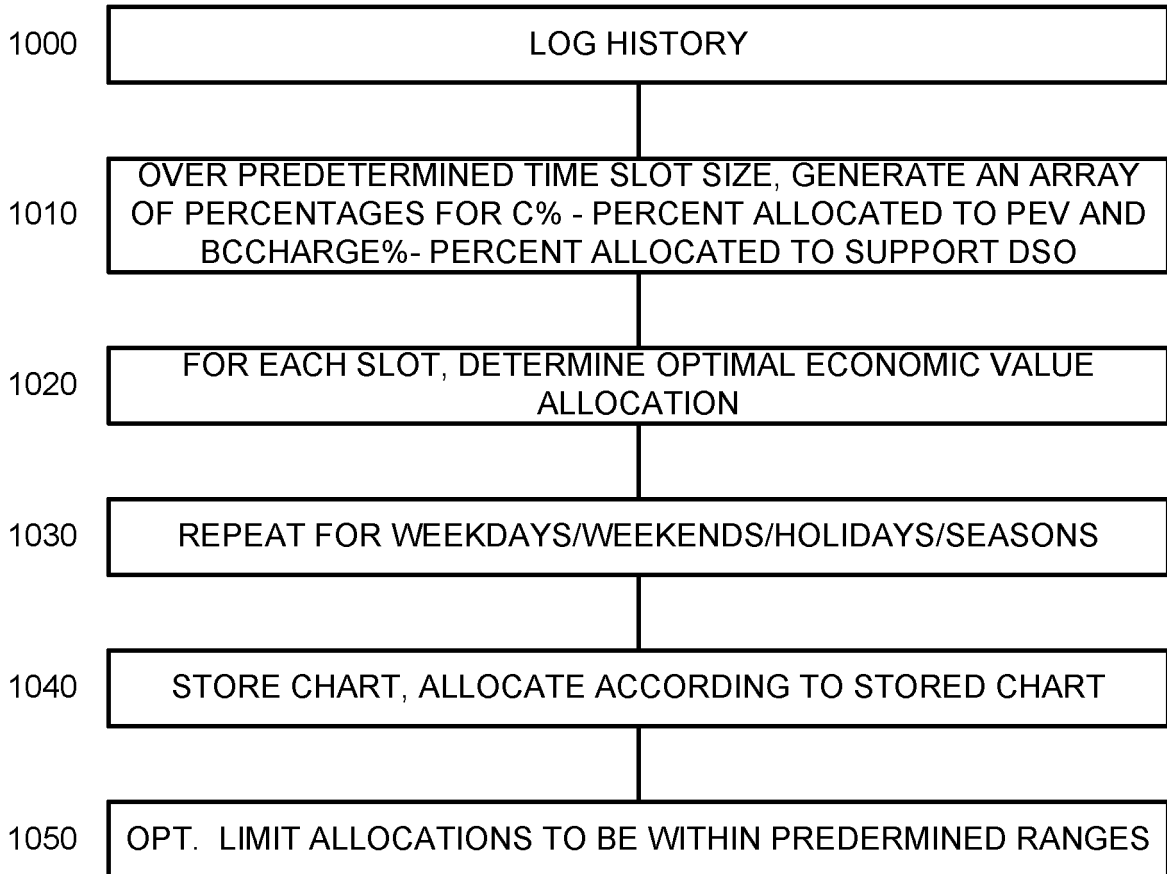 1000
LOG HISTORY
1010
OVER PREDETERMINED TIME SLOT SIZE, GENERATE AN ARRAY
OF PERCENTAGES FOR C% - PERCENT ALLOCATED TO PEV AND
BCCHARGE%- PERCENT ALLOCATED TO SUPPORT DSO
1020
FOR EACH SLOT, DETERMINE OPTIMAL ECONOMIC VALUE
ALLOCATION
1030
REPEAT FOR WEEKDAYS/WEEKENDS/HOLIDAYS/SEASONS
1040
STORE CHART, ALLOCATE ACCORDING TO STORED CHART
1050
OPT. LIMIT ALLOCATIONS TO BE WITHIN PREDERMINED RANGES